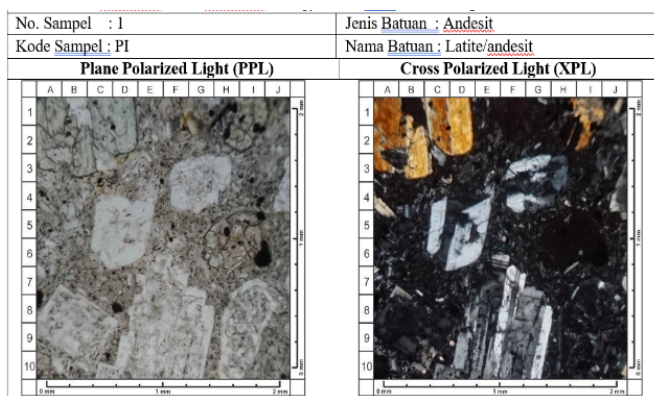 No. Sampel : 1
Jenis Batuan : Andesit
Kode Sampel : PI
Nama Batuan : Latite/andesit
Plane Polarized Light (PPL)
Cross Polarized Light (XPL)
A B C D E F G H I J
1
2
3
4
5
6
7
8
9
10
0 mm 1 mm 2 mm
1 mm
2 mm
A B C D E F G H I J
1
2
3
4
5
6
7
8
9
10
0 mm 1 mm 2 mm
0 mm
1 mm
2 mm